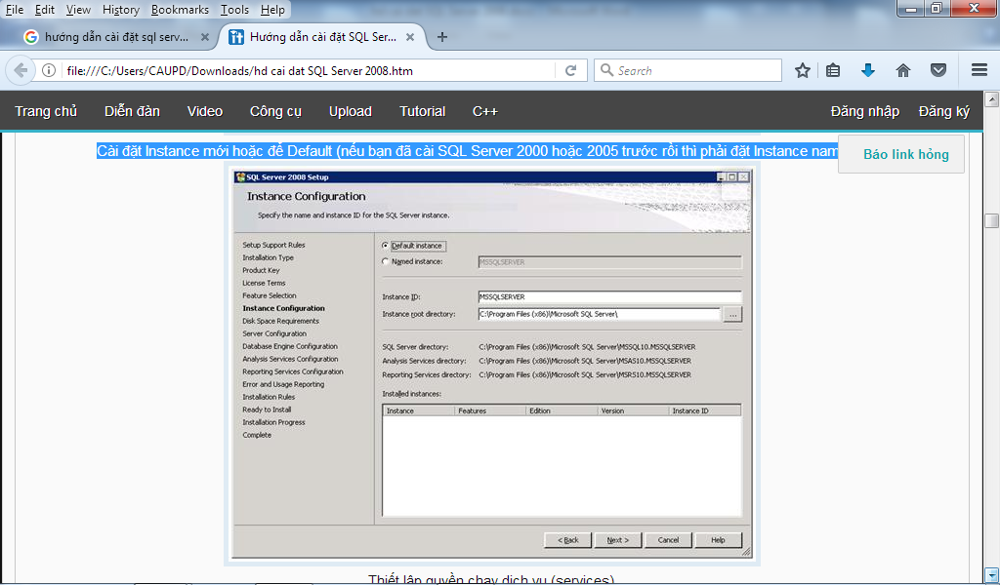 File Edit View History Bookmarks Tools Help
hướng dẫn cài đặt sql serv...
Hướng dẫn cài đặt SQL Ser...
file:///C:/Users/CAUPD/Downloads/hd cai dat SQL Server 2008.htm
Search
Trang chủ Diễn đàn Video Công cụ Upload Tutorial C++ Đăng nhập Đăng ký
Cài đặt Instance mới hoặc để Default (nếu bạn đã cài SQL Server 2000 hoặc 2005 trước rồi thì phải đặt Instance nam
Báo link hỏng
SQL Server 2008 Setup
Instance Configuration
Specify the name and instance ID for the SQL Server instance.
Setup Support Rules
Installation Type
Product Key
License Terms
Feature Selection
Instance Configuration
Disk Space Requirements
Server Configuration
Database Engine Configuration
Analysis Services Configuration
Reporting Services Configuration
Error and Usage Reporting
Installation Rules
Ready to Install
Installation Progress
Complete
Default instance
Named instance: MSSQLSERVER
Instance ID: MSSQLSERVER
Instance root directory: C:\Program Files (x86)\Microsoft SQL Server\ ...
SQL Server directory: C:\Program Files (x86)\Microsoft SQL Server\MSSQL10.MSSQLSERVER
Analysis Services directory: C:\Program Files (x86)\Microsoft SQL Server\MSAS10.MSSQLSERVER
Reporting Services directory: C:\Program Files (x86)\Microsoft SQL Server\MSRS10.MSSQLSERVER
Installed instances:
Instance Features Edition Version Instance ID
< Back Next > Cancel Help
Thiết lập quyền chạy dịch vụ (services)